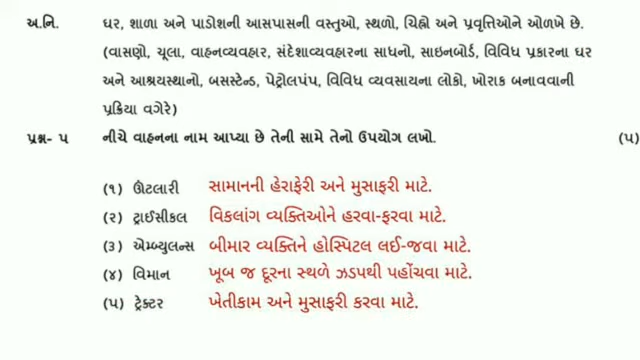 અ.નિ. ઘર, શાળા અને પાડોશની આસપાસની વસ્તુઓ, સ્થળો, ચિહ્નો અને પ્રવૃત્તિઓને ઓળખે છે.
(વાસણો, ચૂલા, વાહનવ્યવહાર, સંદેશાવ્યવહારના સાધનો, સાઇનબોર્ડ, વિવિધ પ્રકારના ઘર
અને આશ્રયસ્થાનો, બસસ્ટેન્ડ, પેટ્રોલપંપ, વિવિધ વ્યવસાયના લોકો, ખોરાક બનાવવાની
પ્રક્રિયા વગેરે)
પ્રશ્ન- ૫ નીચે વાહનના નામ આપ્યા છે તેની સામે તેનો ઉપયોગ લખો. (૫)
(૧) ઊંટલારી સામાનની હેરાફેરી અને મુસાફરી માટે.
(૨) ટ્રાઈસીકલ વિકલાંગ વ્યક્તિઓને હરવા-ફરવા માટે.
(૩) એમ્બ્યુલન્સ બીમાર વ્યક્તિને હોસ્પિટલ લઈ-જવા માટે.
(૪) વિમાન ખૂબ જ દૂરના સ્થળે ઝડપથી પહોંચવા માટે.
(૫) ટ્રેક્ટર ખેતીકામ અને મુસાફરી કરવા માટે.